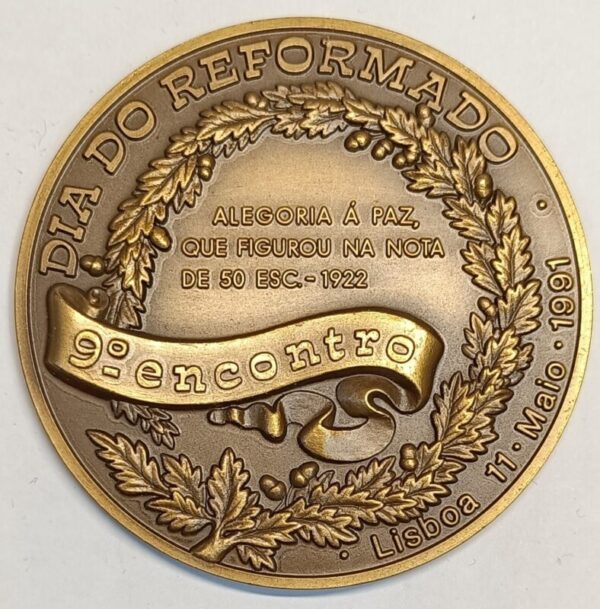 DIA DO REFORMADO
ALEGORIA Á PAZ,
QUE FIGUROU NA NOTA
DE 50 ESC.-1922
9º encontro
· Lisboa 11 · Maio · 1991 ·